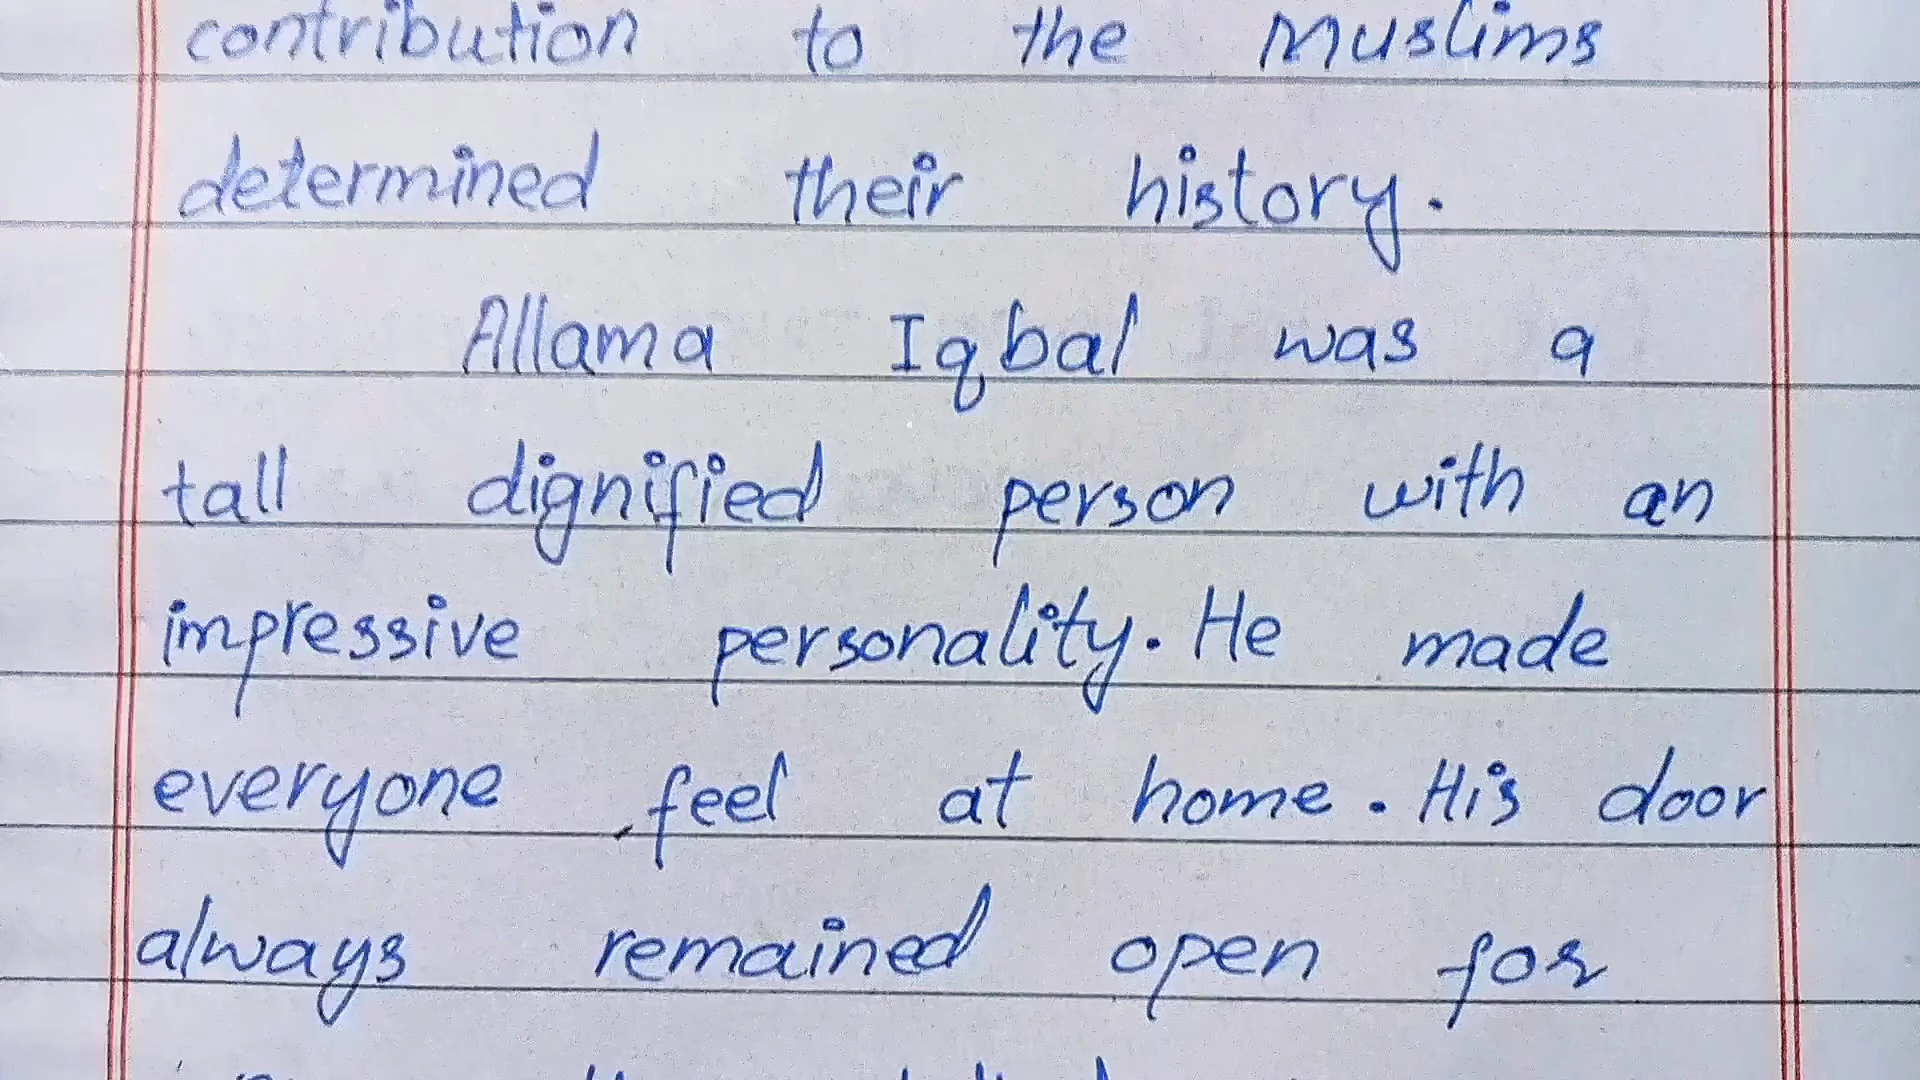 contribution to the Muslims
determined their history.
Allama Iqbal was a
tall dignified person with an
impressive personality. He made
everyone feel at home. His door
always remained open for